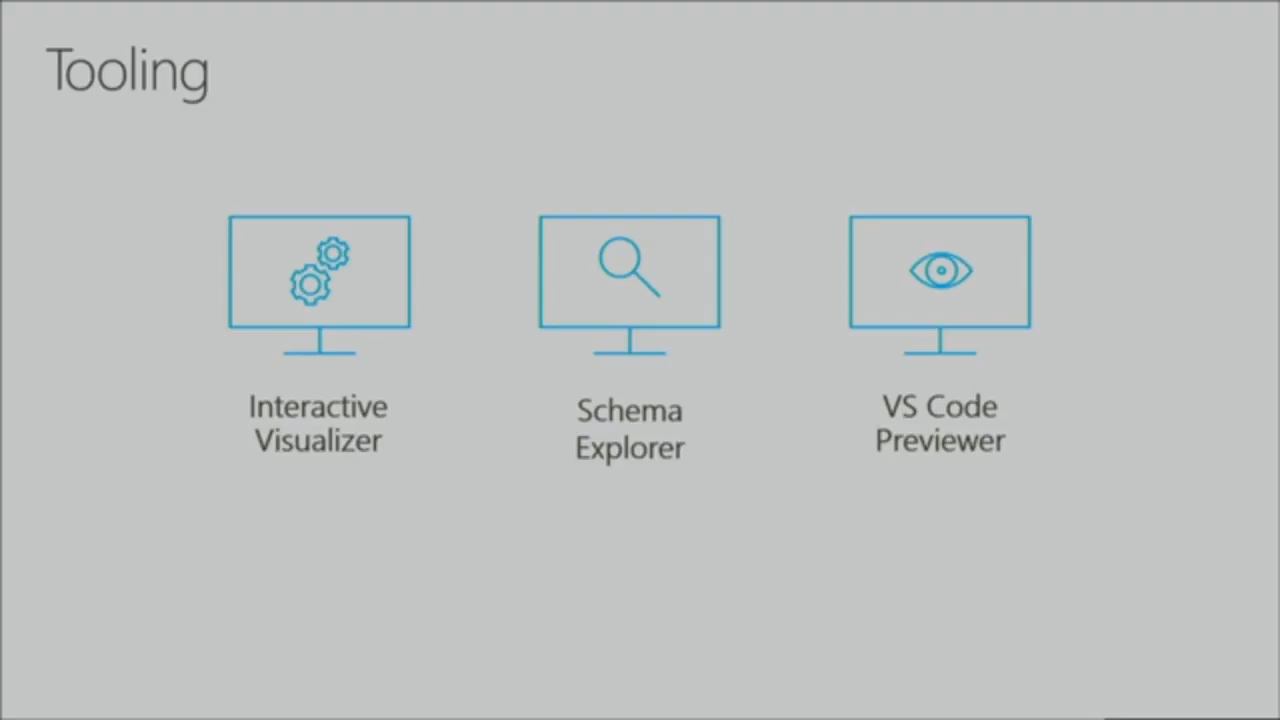 Tooling
Interactive
Visualizer
Schema
Explorer
VS Code
Previewer